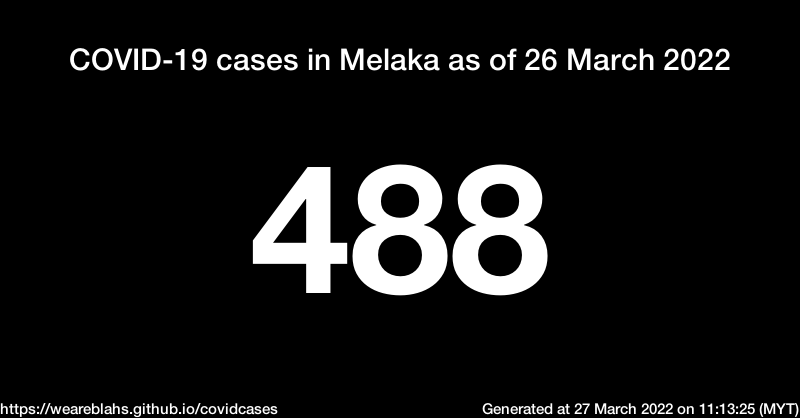 COVID-19 cases in Melaka as of 26 March 2022
488
https://weareblahs.github.io/covidcases
Generated at 27 March 2022 on 11:13:25 (MYT)